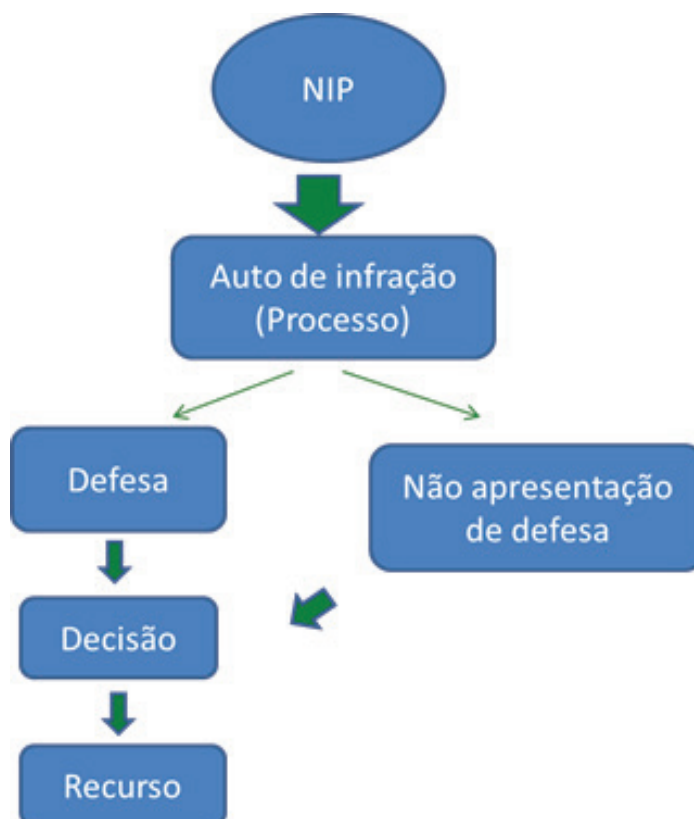 NIP
Auto de infração
(Processo)
Defesa
Não apresentação
de defesa
Decisão
Recurso